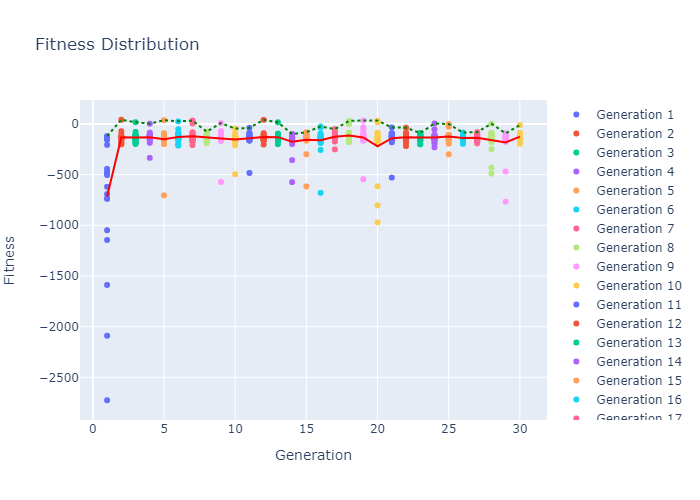 Fitness Distribution
0
−500
−1000
−1500
−2000
−2500
0
5
10
15
20
25
30
Generation
Fitness
Generation 1
Generation 2
Generation 3
Generation 4
Generation 5
Generation 6
Generation 7
Generation 8
Generation 9
Generation 10
Generation 11
Generation 12
Generation 13
Generation 14
Generation 15
Generation 16
Generation 17